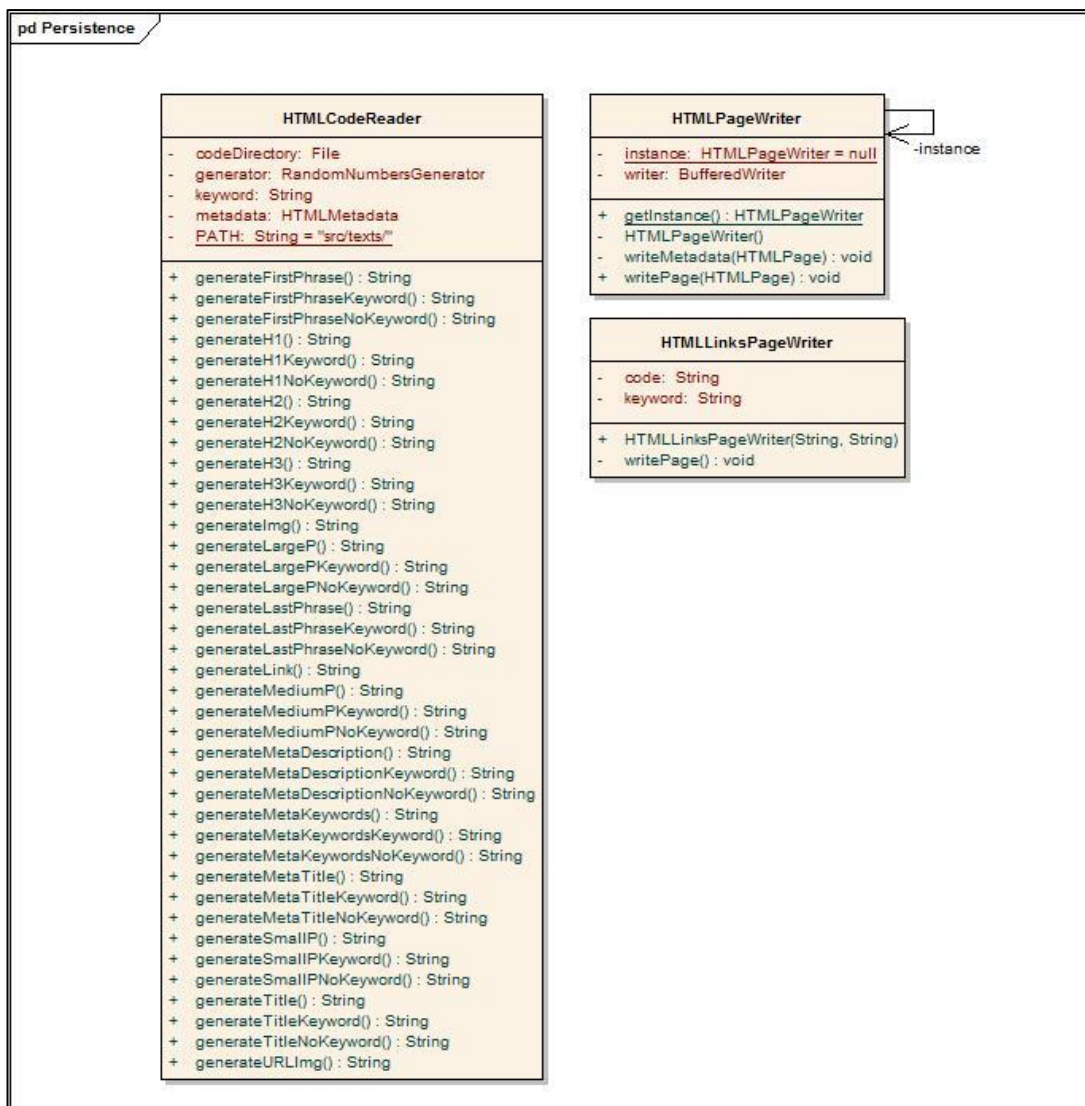 pd Persistence
HTMLCodeReader
- codeDirectory: File
- generator: RandomNumbersGenerator
- keyword: String
- metadata: HTMLMetadata
- PATH: String = "src/texts/"
+ generateFirstPhrase() : String
+ generateFirstPhraseKeyword() : String
+ generateFirstPhraseNoKeyword() : String
+ generateH1() : String
+ generateH1Keyword() : String
+ generateH1NoKeyword() : String
+ generateH2() : String
+ generateH2Keyword() : String
+ generateH2NoKeyword() : String
+ generateH3() : String
+ generateH3Keyword() : String
+ generateH3NoKeyword() : String
+ generateImg() : String
+ generateLargeP() : String
+ generateLargePKeyword() : String
+ generateLargePNoKeyword() : String
+ generateLastPhrase() : String
+ generateLastPhraseKeyword() : String
+ generateLastPhraseNoKeyword() : String
+ generateLink() : String
+ generateMediumP() : String
+ generateMediumPKeyword() : String
+ generateMediumPNoKeyword() : String
+ generateMetaDescription() : String
+ generateMetaDescriptionKeyword() : String
+ generateMetaDescriptionNoKeyword() : String
+ generateMetaKeywords() : String
+ generateMetaKeywordsKeyword() : String
+ generateMetaKeywordsNoKeyword() : String
+ generateMetaTitle() : String
+ generateMetaTitleKeyword() : String
+ generateMetaTitleNoKeyword() : String
+ generateSmallP() : String
+ generateSmallPKeyword() : String
+ generateSmallPNoKeyword() : String
+ generateTitle() : String
+ generateTitleKeyword() : String
+ generateTitleNoKeyword() : String
+ generateURLImg() : String
HTMLPageWriter
- instance: HTMLPageWriter = null
- writer: BufferedWriter
+ getInstance() : HTMLPageWriter
- HTMLPageWriter()
- writeMetadata(HTMLPage) : void
+ writePage(HTMLPage) : void
-instance
HTMLLinksPageWriter
- code: String
- keyword: String
+ HTMLLinksPageWriter(String, String)
- writePage() : void